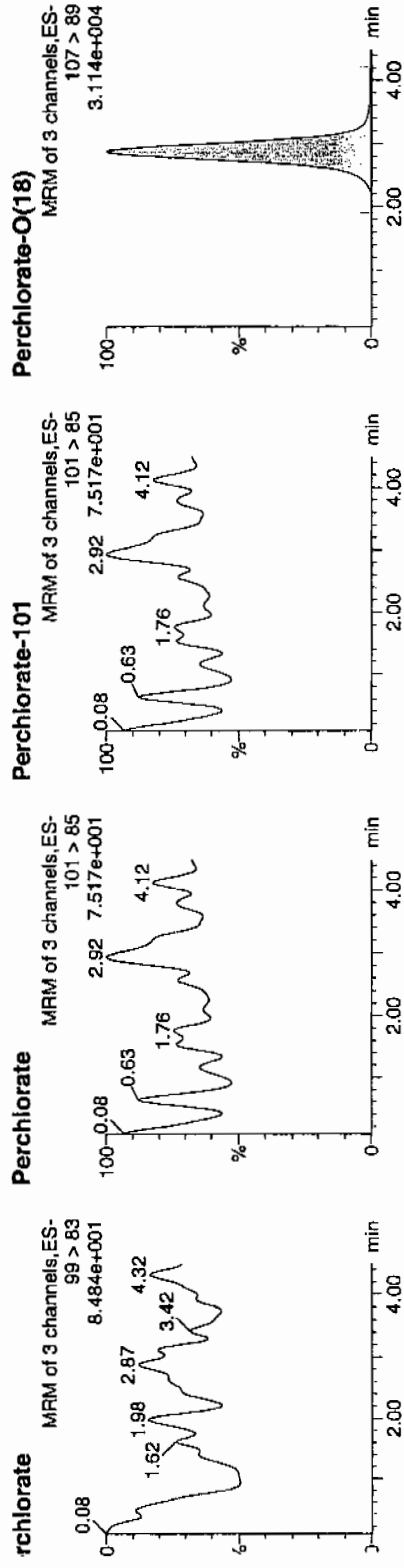 rchlorate
MRM of 3 channels,ES-
99 > 83
8.484e+001
0
0.08
1.62
1.98
2.87
3.42
4.32
%
2.00
4.00
min
Perchlorate
MRM of 3 channels,ES-
101 > 85
7.517e+001
100
0.08
0.63
1.76
2.92
4.12
%
0
2.00
4.00
min
Perchlorate-101
MRM of 3 channels,ES-
101 > 85
7.517e+001
100
0.08
0.63
1.76
2.92
4.12
%
0
2.00
4.00
min
Perchlorate-O(18)
MRM of 3 channels,ES-
107 > 89
3.114e+004
100
%
0
2.00
4.00
min